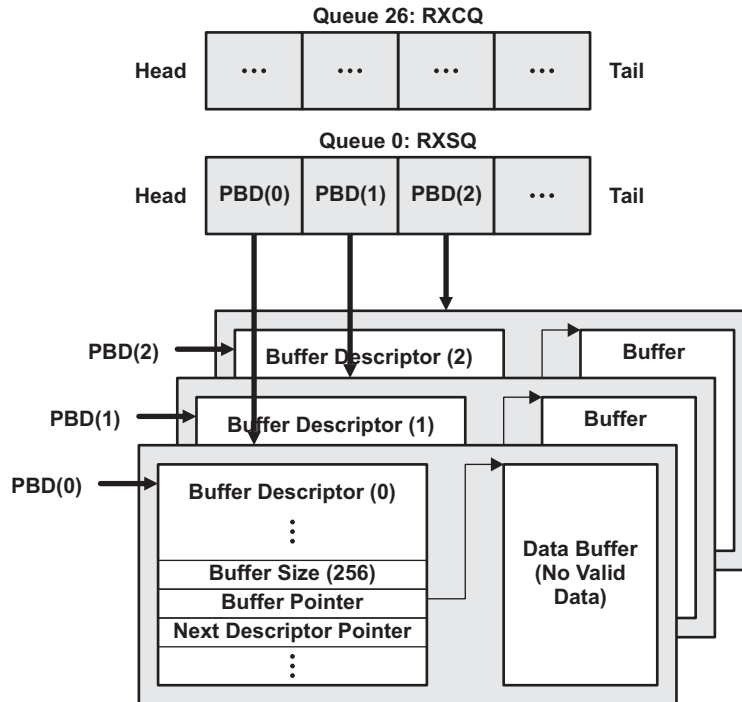 Queue 26: RXCQ
Head ••• ••• ••• ••• Tail
Queue 0: RXSQ
Head PBD(0) PBD(1) PBD(2) ••• Tail
PBD(2)
Buffer Descriptor (2)
Buffer
PBD(1)
Buffer Descriptor (1)
Buffer
PBD(0)
Buffer Descriptor (0)
Buffer Size (256)
Buffer Pointer
Next Descriptor Pointer
Data Buffer
(No Valid
Data)